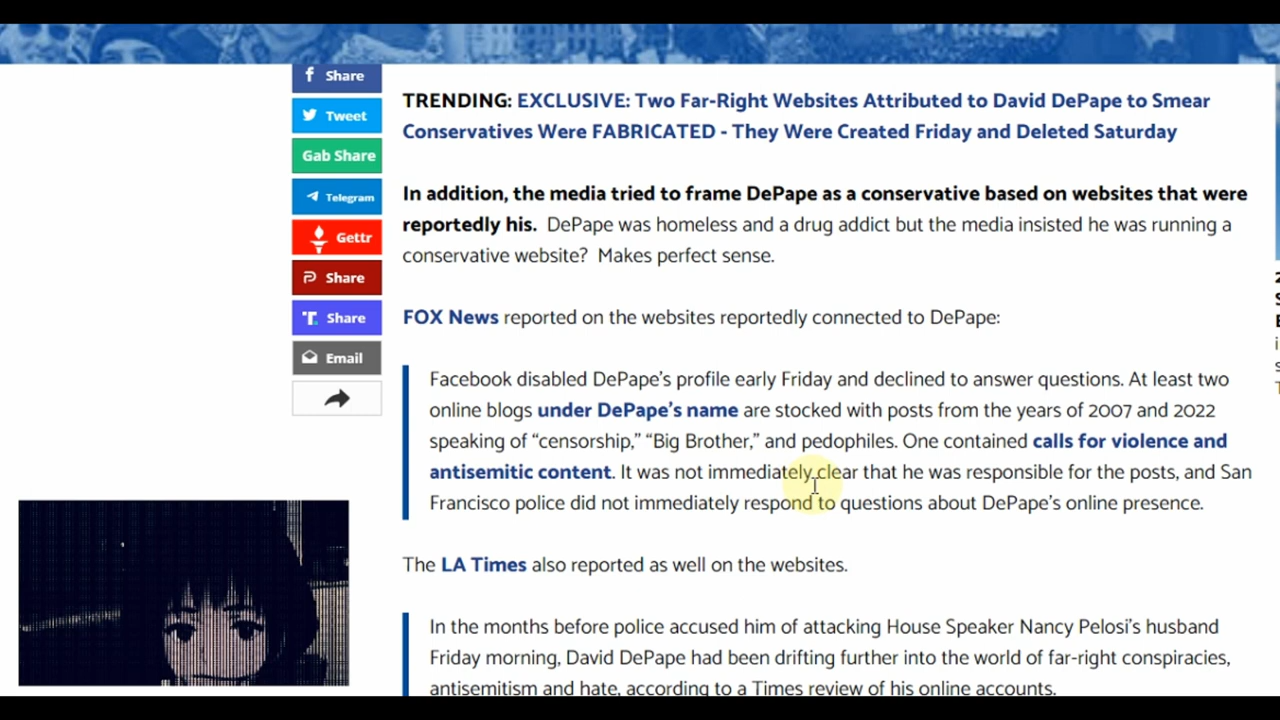 Share
Tweet
Gab Share
Telegram
Gettr
Share
Share
Email
TRENDING: EXCLUSIVE: Two Far-Right Websites Attributed to David DePape to Smear
Conservatives Were FABRICATED - They Were Created Friday and Deleted Saturday
In addition, the media tried to frame DePape as a conservative based on websites that were
reportedly his. DePape was homeless and a drug addict but the media insisted he was running a
conservative website? Makes perfect sense.
FOX News reported on the websites reportedly connected to DePape:
Facebook disabled DePape's profile early Friday and declined to answer questions. At least two
online blogs under DePape's name are stocked with posts from the years of 2007 and 2022
speaking of “censorship,” “Big Brother,” and pedophiles. One contained calls for violence and
antisemitic content. It was not immediately clear that he was responsible for the posts, and San
Francisco police did not immediately respond to questions about DePape's online presence.
The LA Times also reported as well on the websites.
In the months before police accused him of attacking House Speaker Nancy Pelosi's husband
Friday morning, David DePape had been drifting further into the world of far-right conspiracies,
antisemitism and hate, according to a Times review of his online accounts.